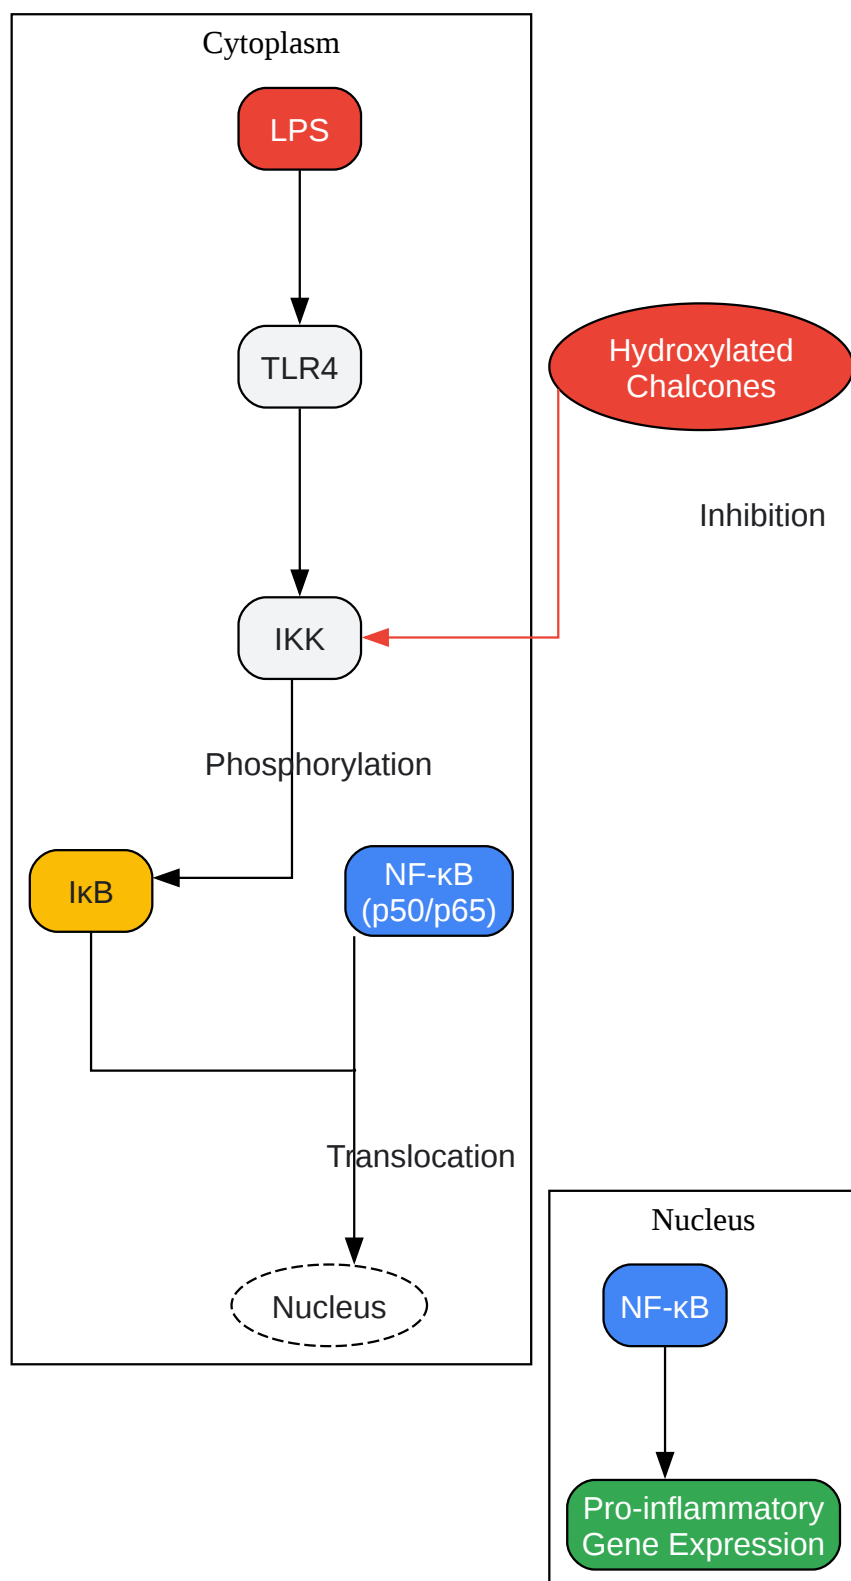 Cytoplasm
LPS
TLR4
Hydroxylated
Chalcones
Inhibition
IKK
Phosphorylation
IκB
NF-κB
(p50/p65)
Translocation
Nucleus
Nucleus
NF-κB
Pro-inflammatory
Gene Expression